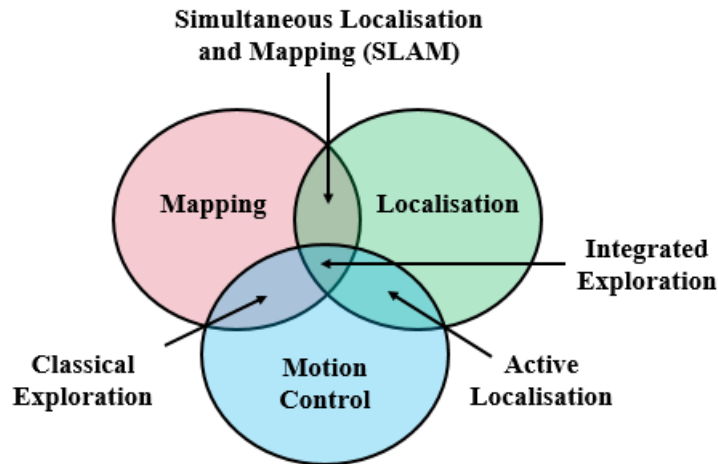 Simultaneous Localisation
and Mapping (SLAM)
Mapping
Localisation
Integrated
Exploration
Classical
Exploration
Motion
Control
Active
Localisation